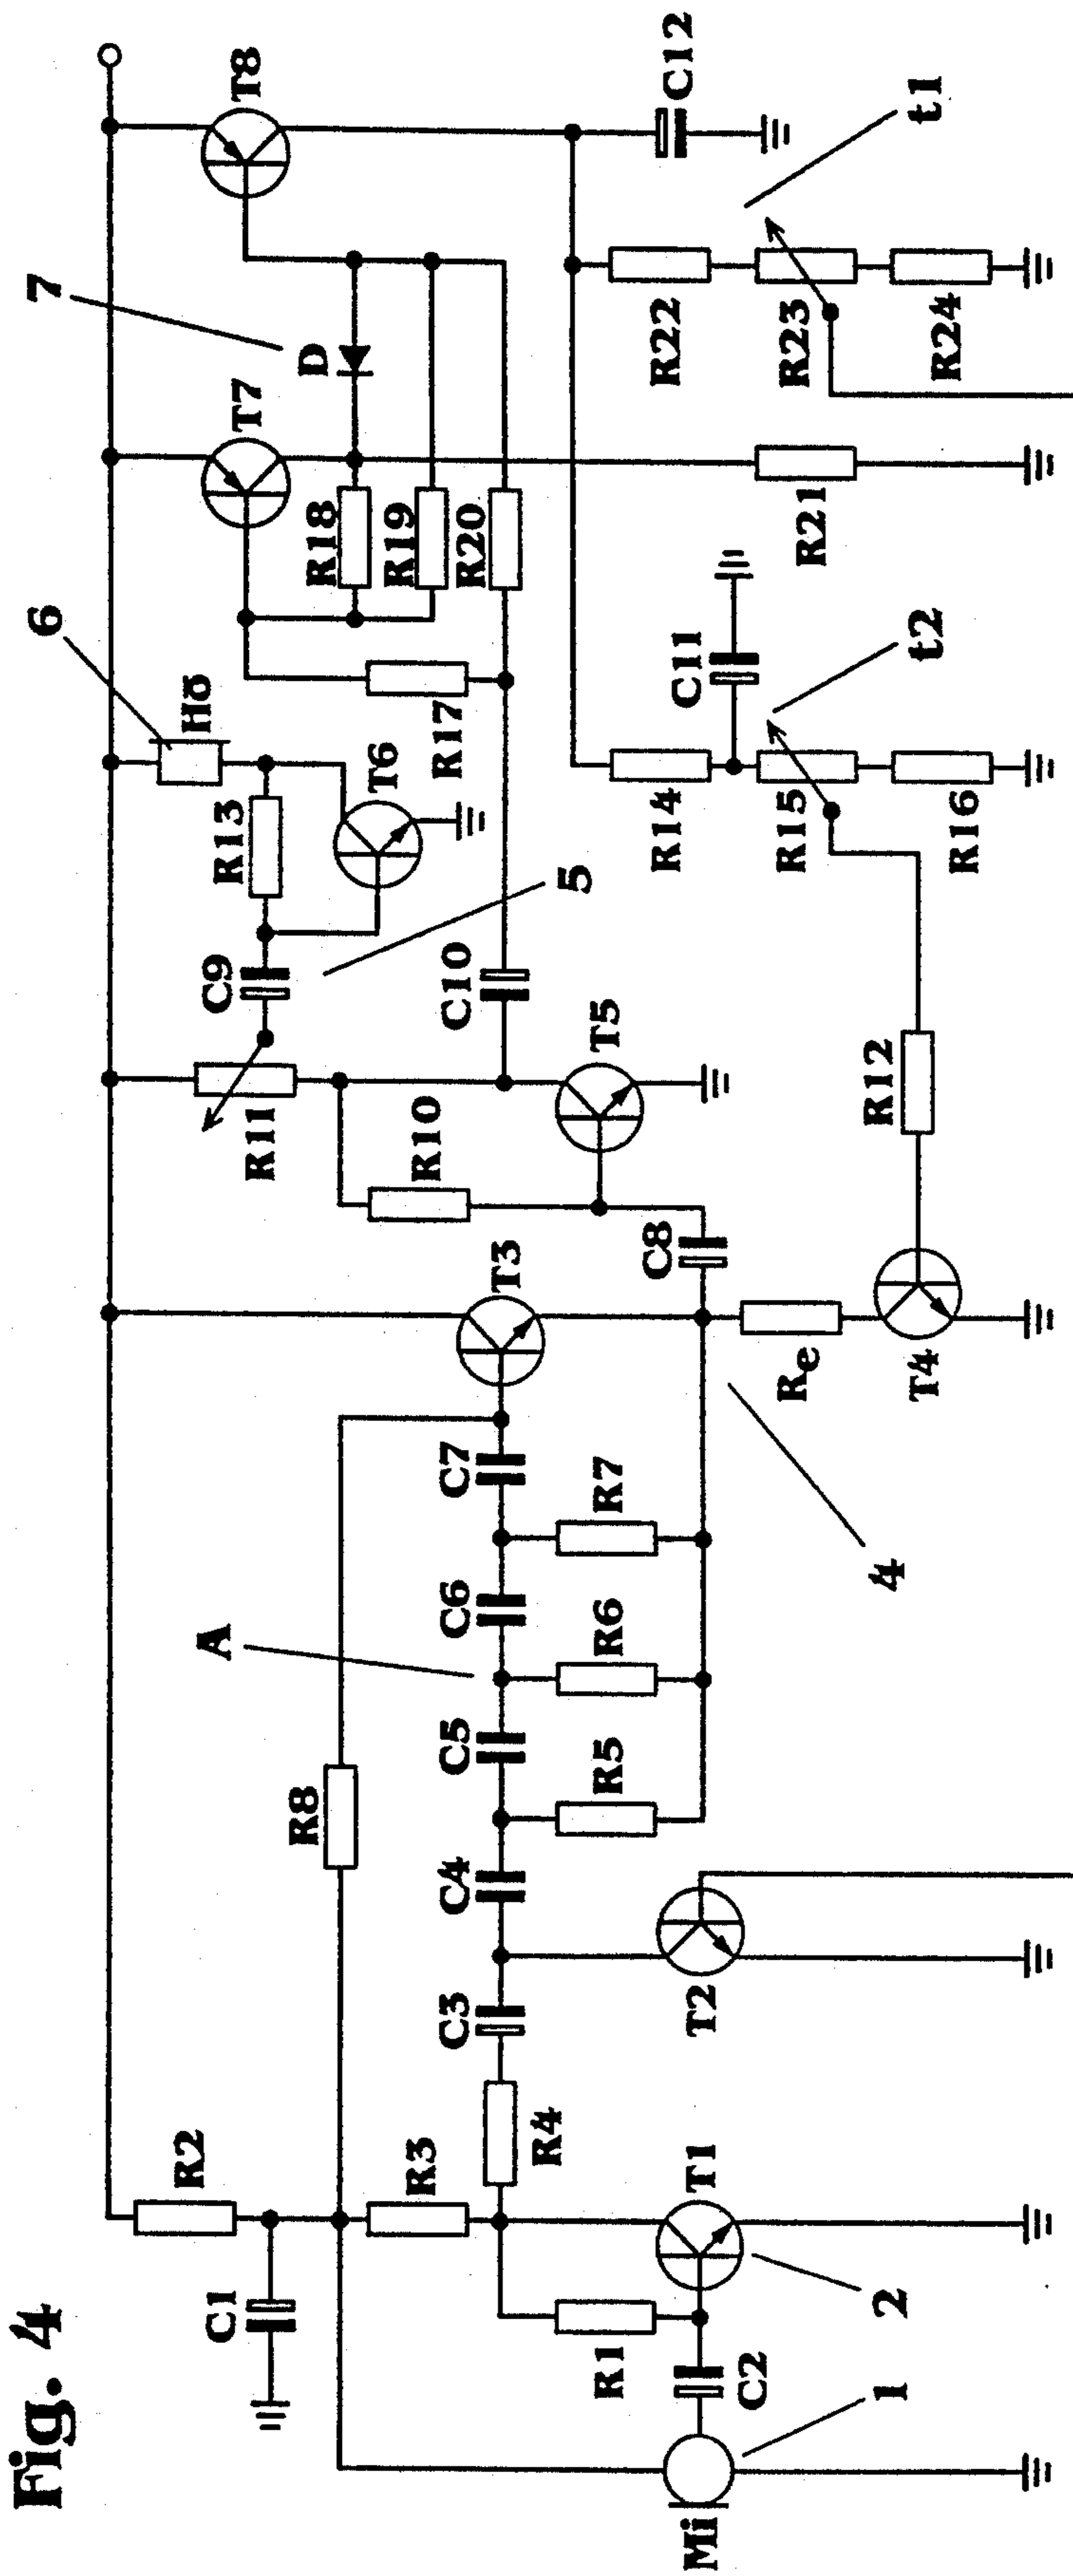 Fig. 4
7
T8
T7
D
6
Hö
R18
R19
R20
C12
t1
R22
R23
R24
R21
R17
T6
R13
C9
5
C10
C11
t2
R14
R15
R16
R11
R10
T5
R12
C8
T3
Re
T4
4
C7
R7
A
C6
R6
C5
R5
R8
C4
T2
C3
R4
R2
C1
R3
T1
2
R1
C2
1
Mi